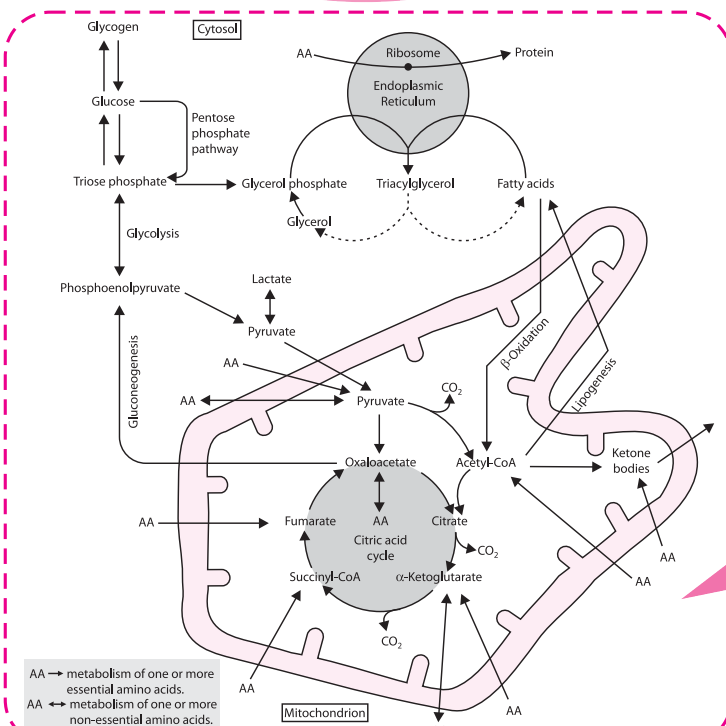 Glycogen
Cytosol
AA
Ribosome
Protein
Endoplasmic
Reticulum
Glucose
Pentose
phosphate
pathway
Triose phosphate
Glycerol phosphate
Triacylglycerol
Fatty acids
Glycerol
Glycolysis
Phosphoenolpyruvate
Lactate
Pyruvate
β-Oxidation
Lipogenesis
Gluconeogenesis
AA
AA
Pyruvate
CO2
Oxaloacetate
Acetyl-CoA
Ketone
bodies
AA
Fumarate
AA
Citrate
Citric acid
cycle
CO2
AA
AA
Succinyl-CoA
α-Ketoglutarate
CO2
AA
AA
Mitochondrion
AA → metabolism of one or more
essential amino acids.
AA ↔ metabolism of one or more
non-essential amino acids.